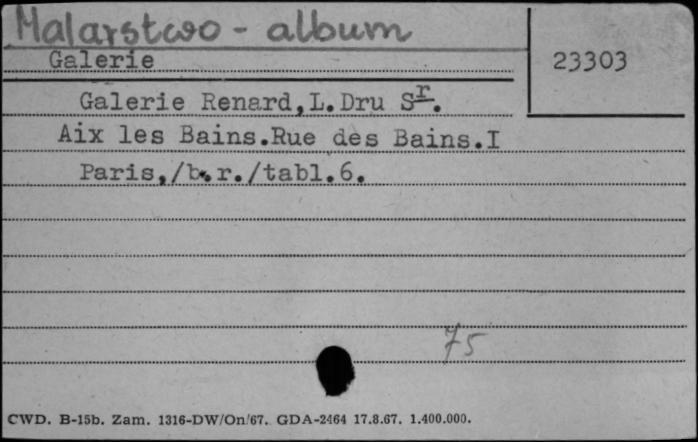 Malarstwo - album
Galerie
23303
Galerie Renard,L.Dru Sr.
Aix les Bains.Rue des Bains.I
Paris,/b.r./tabl.6.
75
CWD. B-15b. Zam. 1316-DW/On/67. GDA-2464 17.8.67. 1.400.000.